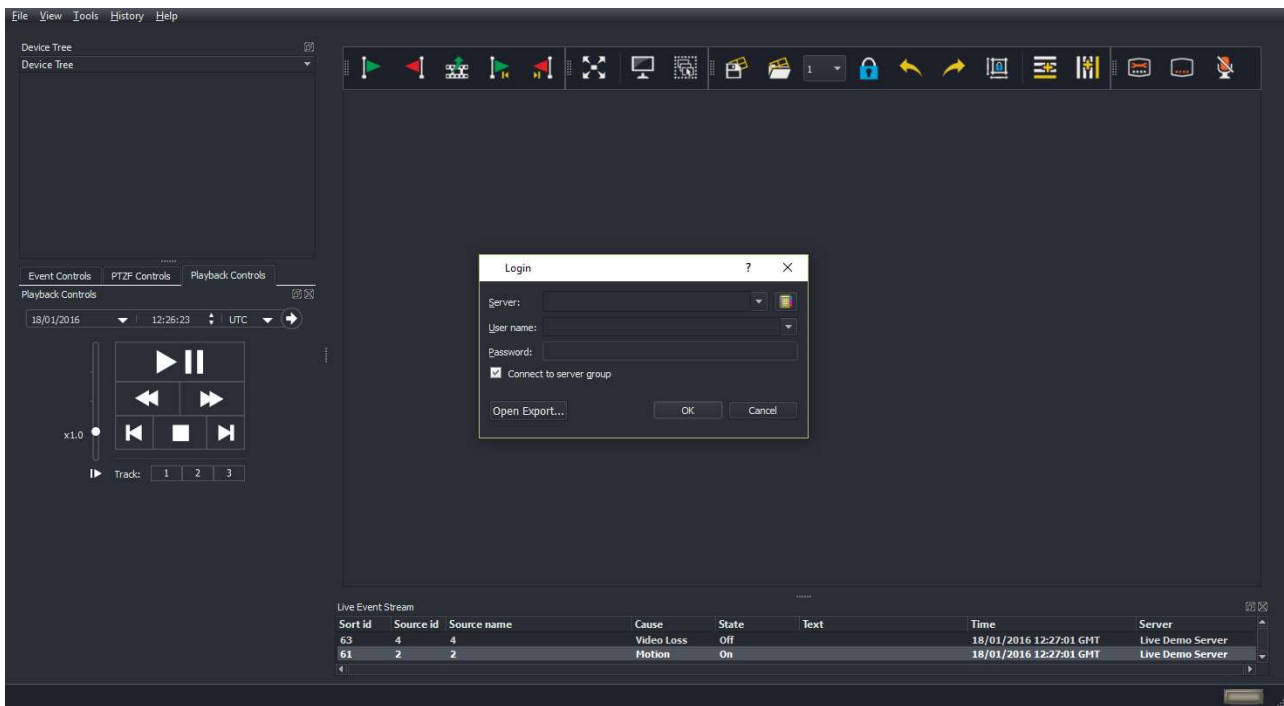 File View Tools History Help
Device Tree
Device Tree
1
Event Controls PTZF Controls Playback Controls
Playback Controls
18/01/2016 12:26:23 UTC
x1.0
Track: 1 2 3
Login ? X
Server:
User name:
Password:
Connect to server group
Open Export... OK Cancel
Live Event Stream
Sort id Source id Source name Cause State Text Time Server
63 4 4 Video Loss Off 18/01/2016 12:27:01 GMT Live Demo Server
61 2 2 Motion On 18/01/2016 12:27:01 GMT Live Demo Server